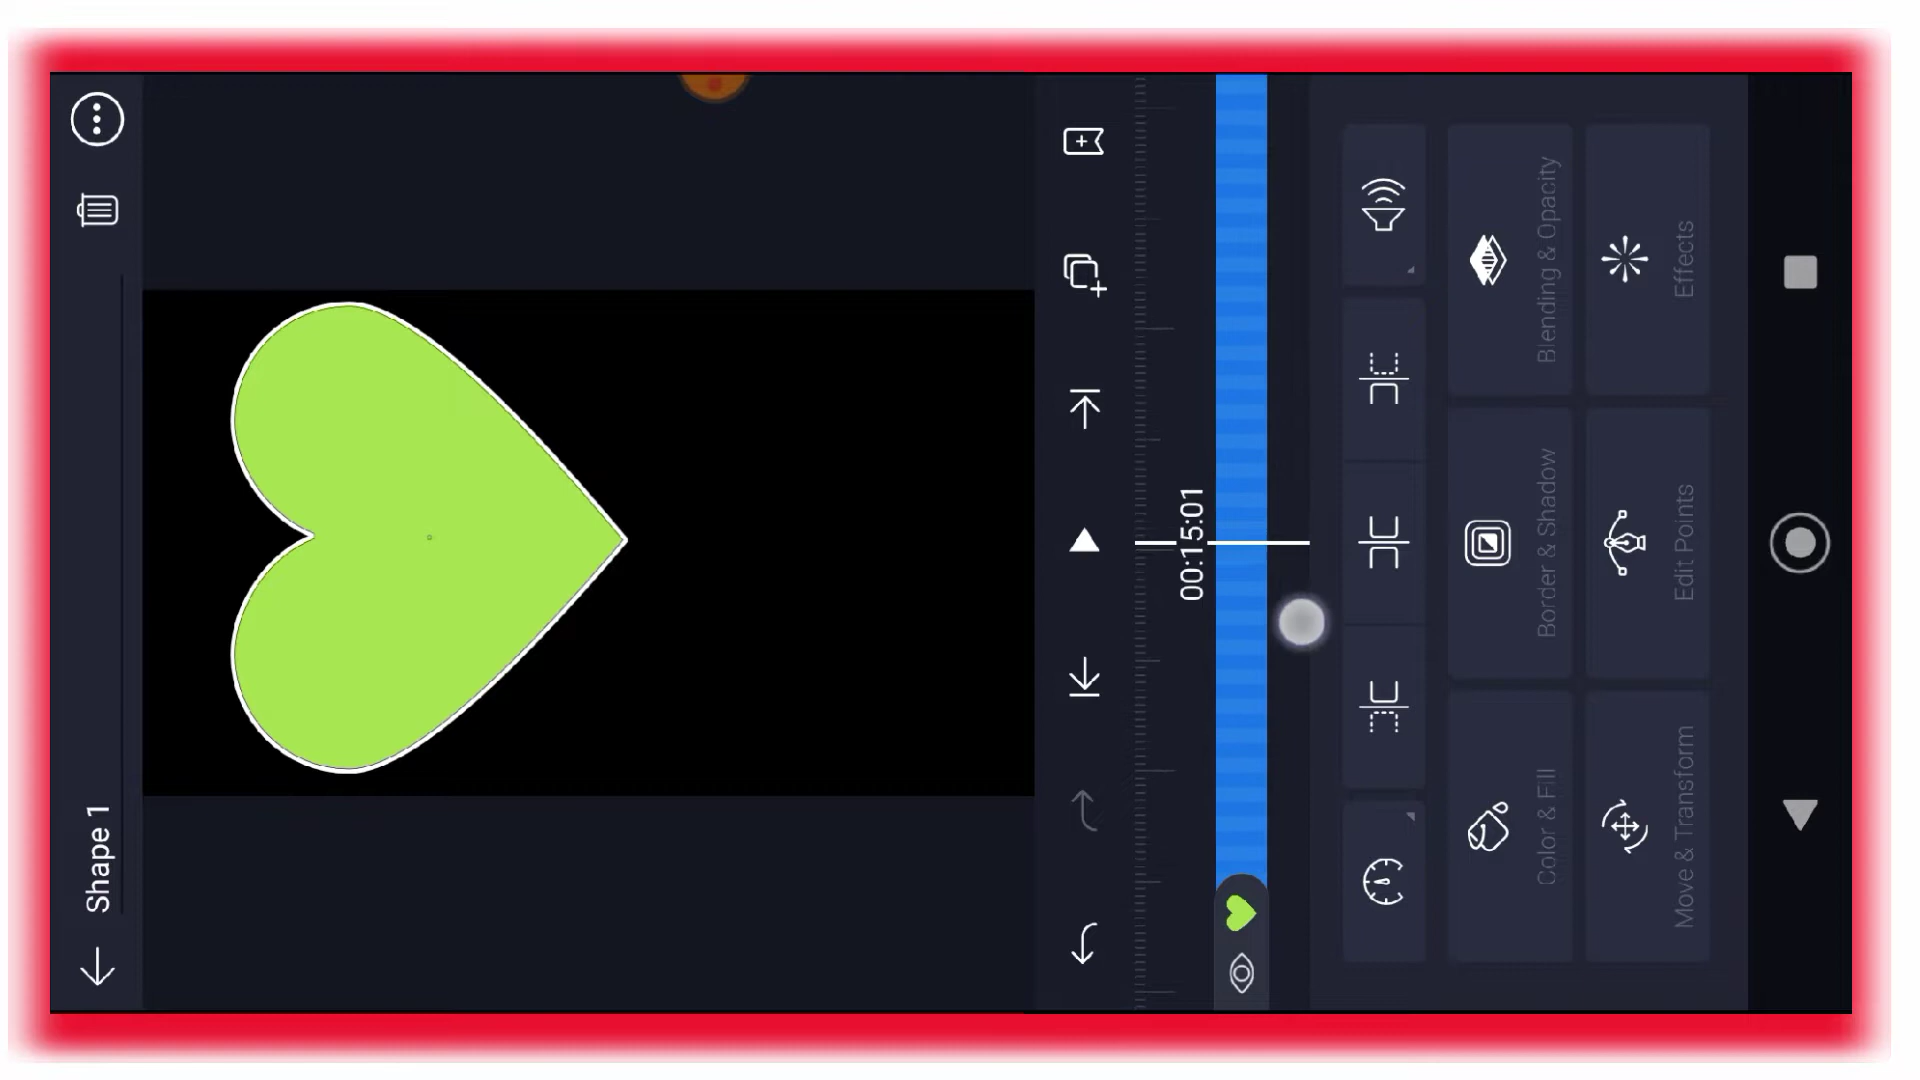 Shape 1
00:15:01
Color & Fill
Border & Shadow
Blending & Opacity
Move & Transform
Edit Points
Effects